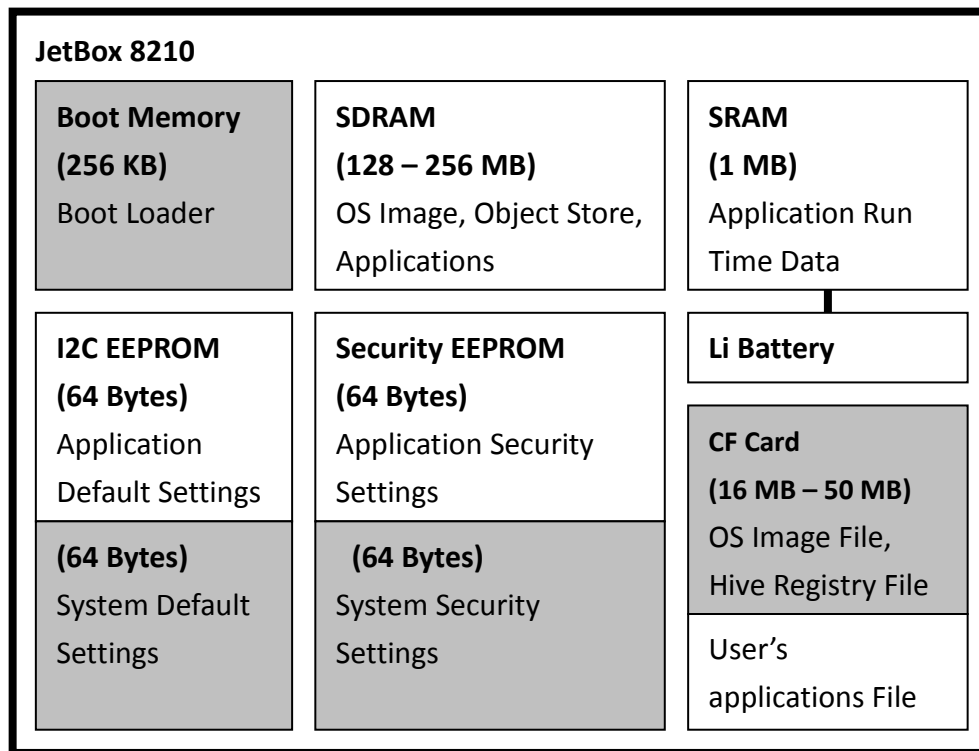 JetBox 8210
Boot Memory
(256 KB)
Boot Loader
SDRAM
(128 – 256 MB)
OS Image, Object Store,
Applications
SRAM
(1 MB)
Application Run
Time Data
I2C EEPROM
(64 Bytes)
Application
Default Settings
(64 Bytes)
System Default
Settings
Security EEPROM
(64 Bytes)
Application Security
Settings
(64 Bytes)
System Security
Settings
Li Battery
CF Card
(16 MB – 50 MB)
OS Image File,
Hive Registry File
User’s
applications File